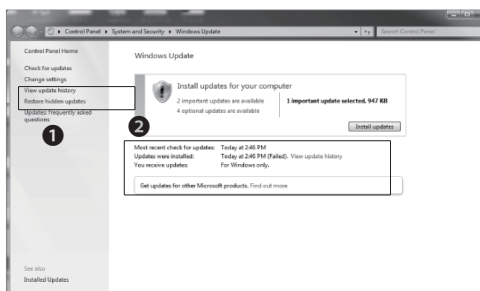 Control Panel ▸ System and Security ▸ Windows Update
Search Control Panel
Control Panel Home
Check for updates
Change settings
View update history
Restore hidden updates
Updates: frequently asked
questions
1
2
Windows Update
Install updates for your computer
2 important updates are available
4 optional updates are available
1 important update selected, 947 KB
Install updates
Most recent check for updates: Today at 2:46 PM
Updates were installed: Today at 2:46 PM (Failed). View update history
You receive updates: For Windows only.
Get updates for other Microsoft products. Find out more
See also
Installed Updates